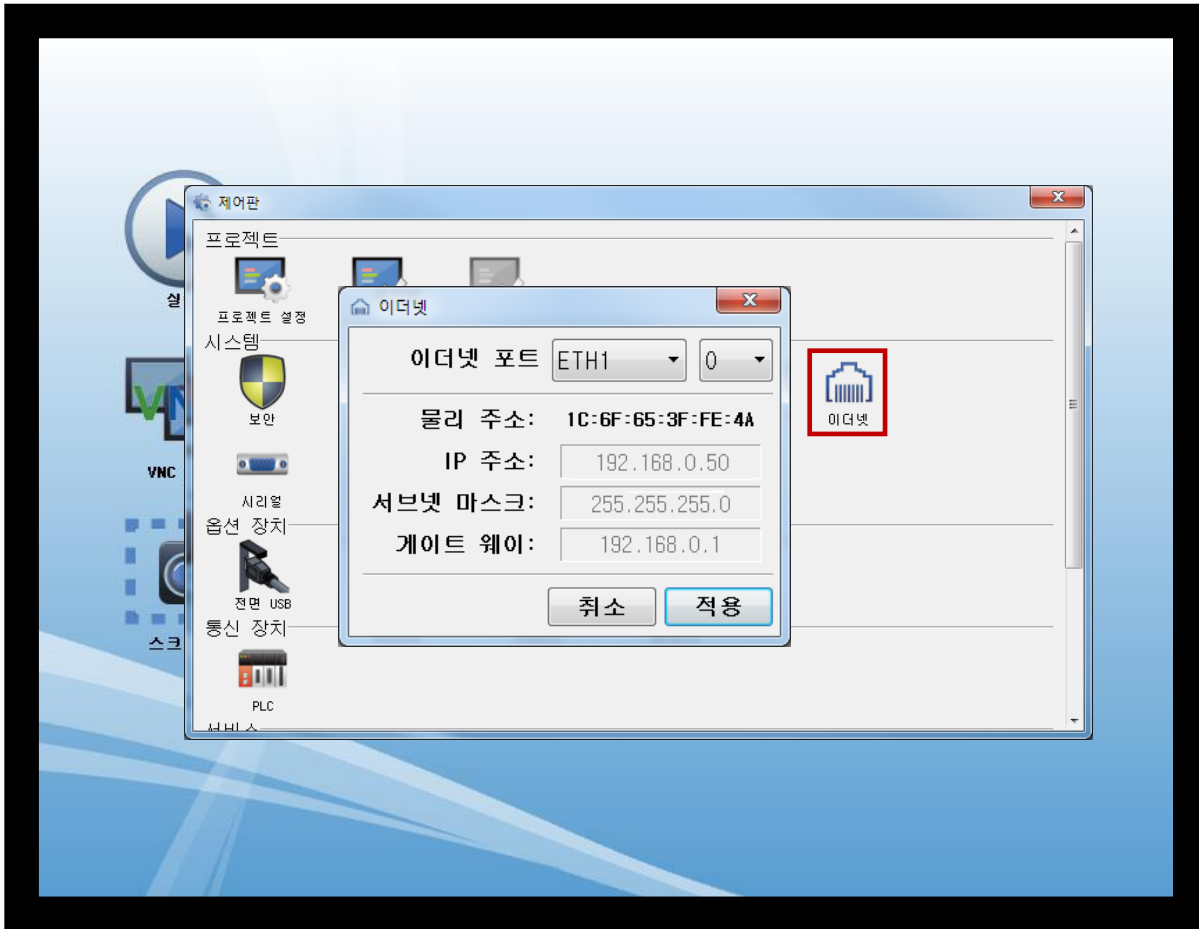 제어판
프로젝트
실
프로젝트 설정
시스템
보안
VNC
시리얼
옵션 장치
전면 USB
통신 장치
스크
PLC
이더넷
이더넷 포트 ETH1 0
물리 주소: 1C:6F:65:3F:FE:4A
IP 주소: 192.168.0.50
서브넷 마스크: 255.255.255.0
게이트 웨이: 192.168.0.1
취소 적용
이더넷